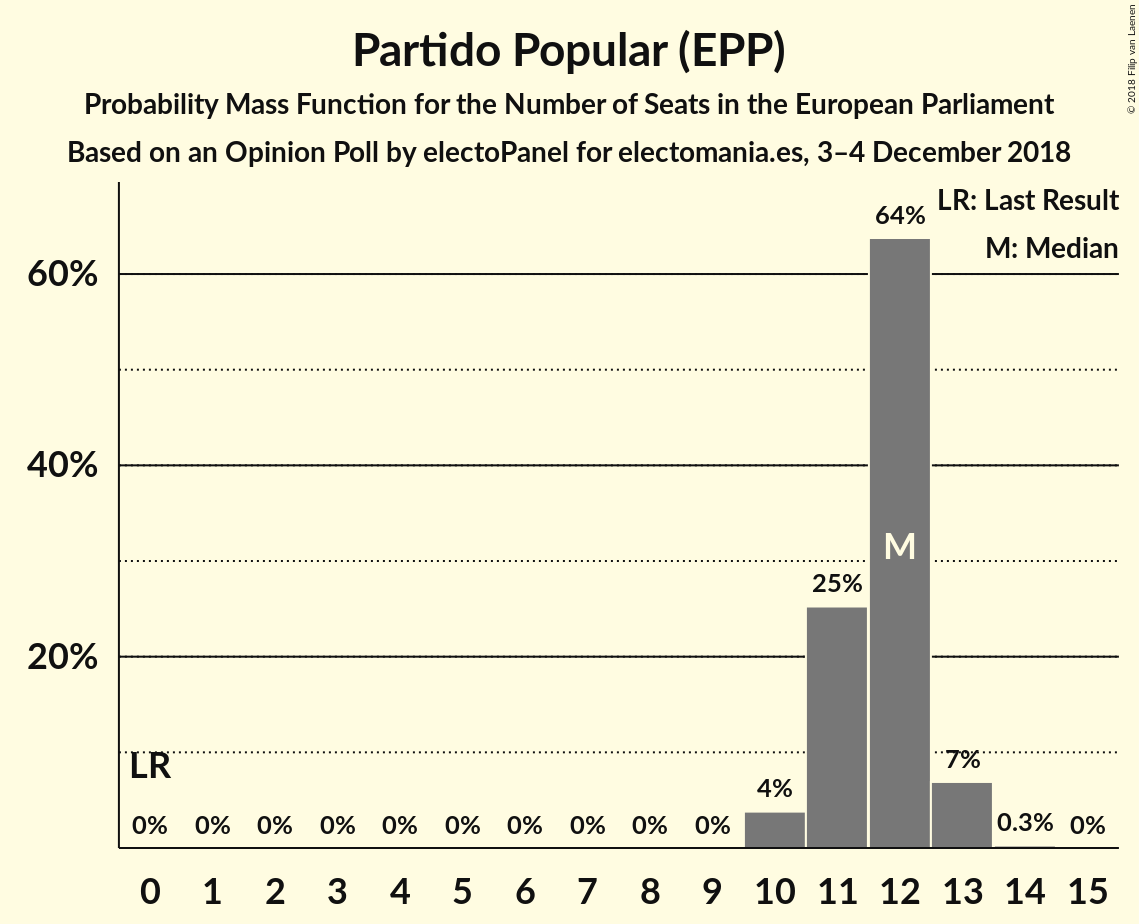 Partido Popular (EPP)
Probability Mass Function for the Number of Seats in the European Parliament
Based on an Opinion Poll by electoPanel for electomania.es, 3–4 December 2018
© 2018 Filip van Laenen
LR: Last Result
M: Median
60%
40%
20%
64%
M
25%
LR
7%
4%
0% 0% 0% 0% 0% 0% 0% 0% 0% 0% 0.3% 0%
0 1 2 3 4 5 6 7 8 9 10 11 12 13 14 15